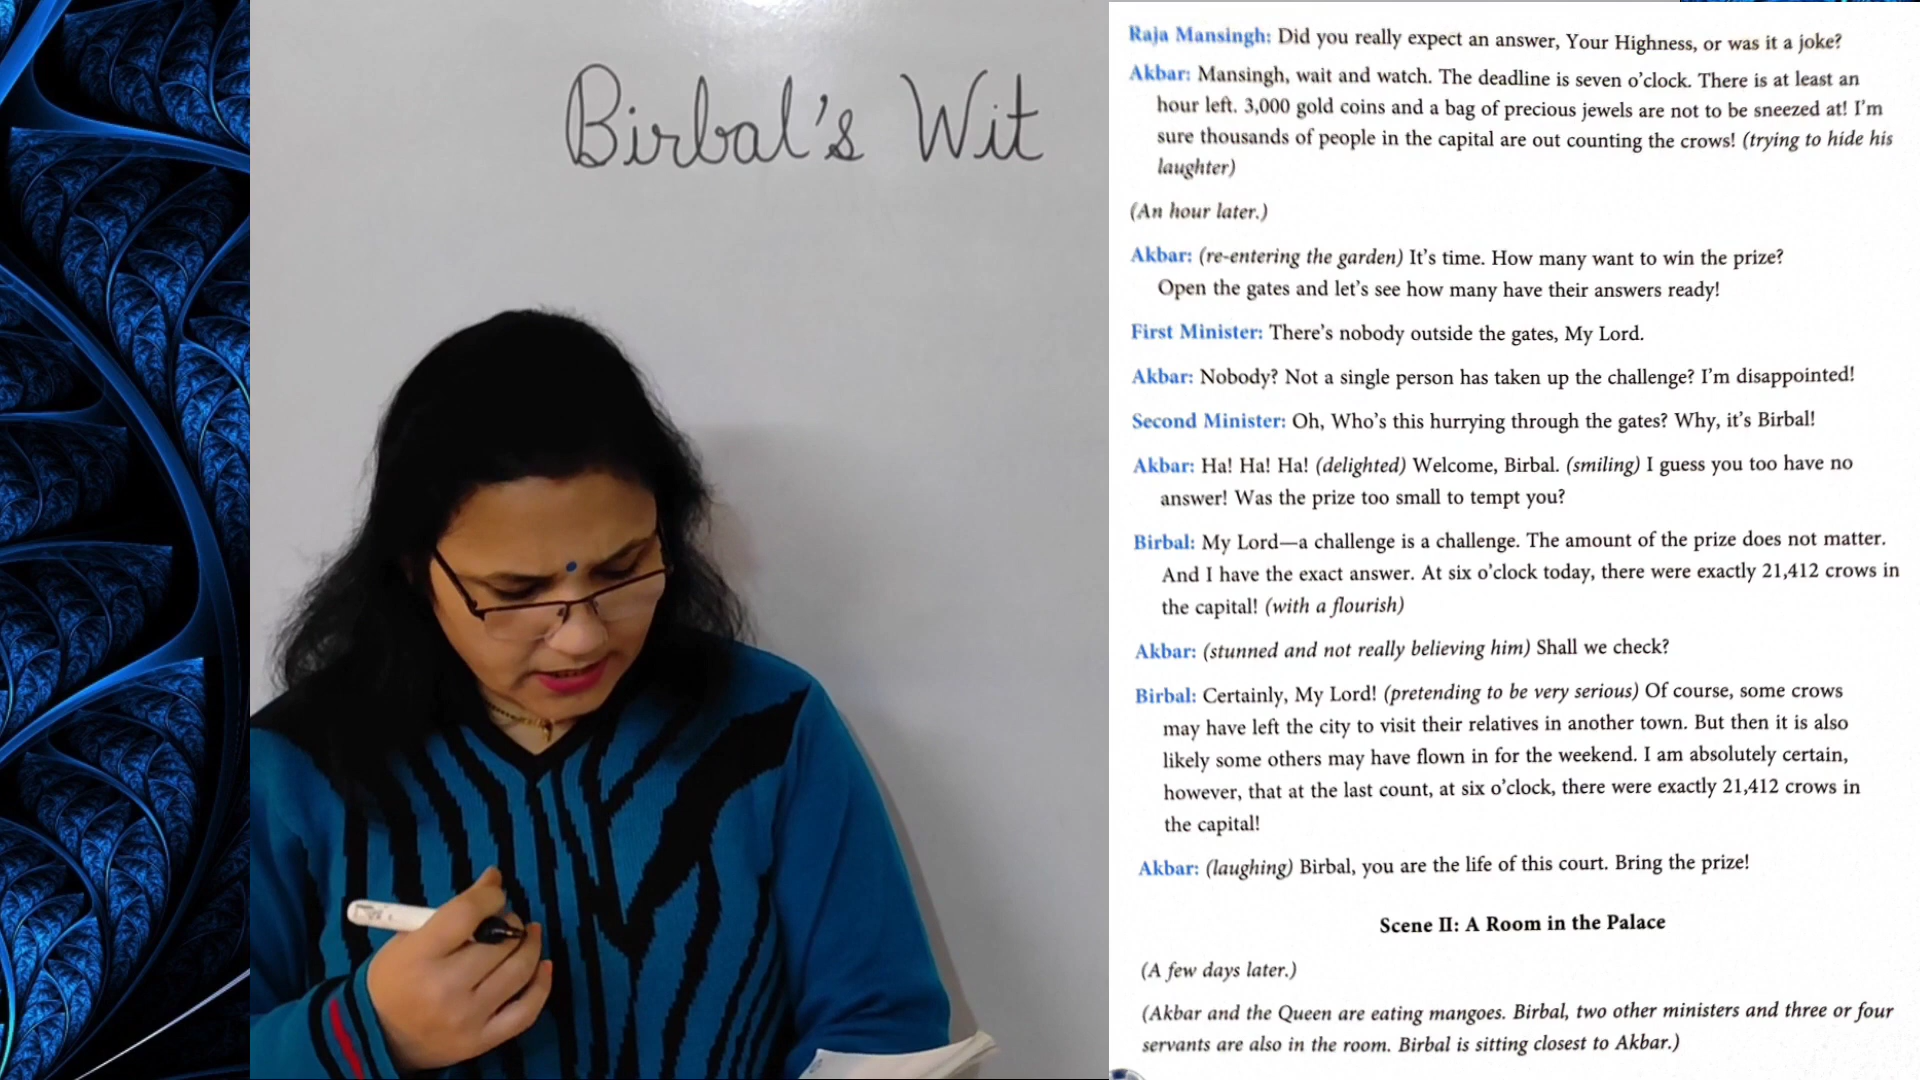 Birbal's Wit
Raja Mansingh: Did you really expect an answer, Your Highness, or was it a joke?
Akbar: Mansingh, wait and watch. The deadline is seven o'clock. There is at least an
hour left. 3,000 gold coins and a bag of precious jewels are not to be sneezed at! I'm
sure thousands of people in the capital are out counting the crows! (trying to hide his
laughter)
(An hour later.)
Akbar: (re-entering the garden) It's time. How many want to win the prize?
Open the gates and let's see how many have their answers ready!
First Minister: There's nobody outside the gates, My Lord.
Akbar: Nobody? Not a single person has taken up the challenge? I'm disappointed!
Second Minister: Oh, Who's this hurrying through the gates? Why, it's Birbal!
Akbar: Ha! Ha! Ha! (delighted) Welcome, Birbal. (smiling) I guess you too have no
answer! Was the prize too small to tempt you?
Birbal: My Lord—a challenge is a challenge. The amount of the prize does not matter.
And I have the exact answer. At six o'clock today, there were exactly 21,412 crows in
the capital! (with a flourish)
Akbar: (stunned and not really believing him) Shall we check?
Birbal: Certainly, My Lord! (pretending to be very serious) Of course, some crows
may have left the city to visit their relatives in another town. But then it is also
likely some others may have flown in for the weekend. I am absolutely certain,
however, that at the last count, at six o'clock, there were exactly 21,412 crows in
the capital!
Akbar: (laughing) Birbal, you are the life of this court. Bring the prize!
Scene II: A Room in the Palace
(A few days later.)
(Akbar and the Queen are eating mangoes. Birbal, two other ministers and three or four
servants are also in the room. Birbal is sitting closest to Akbar.)